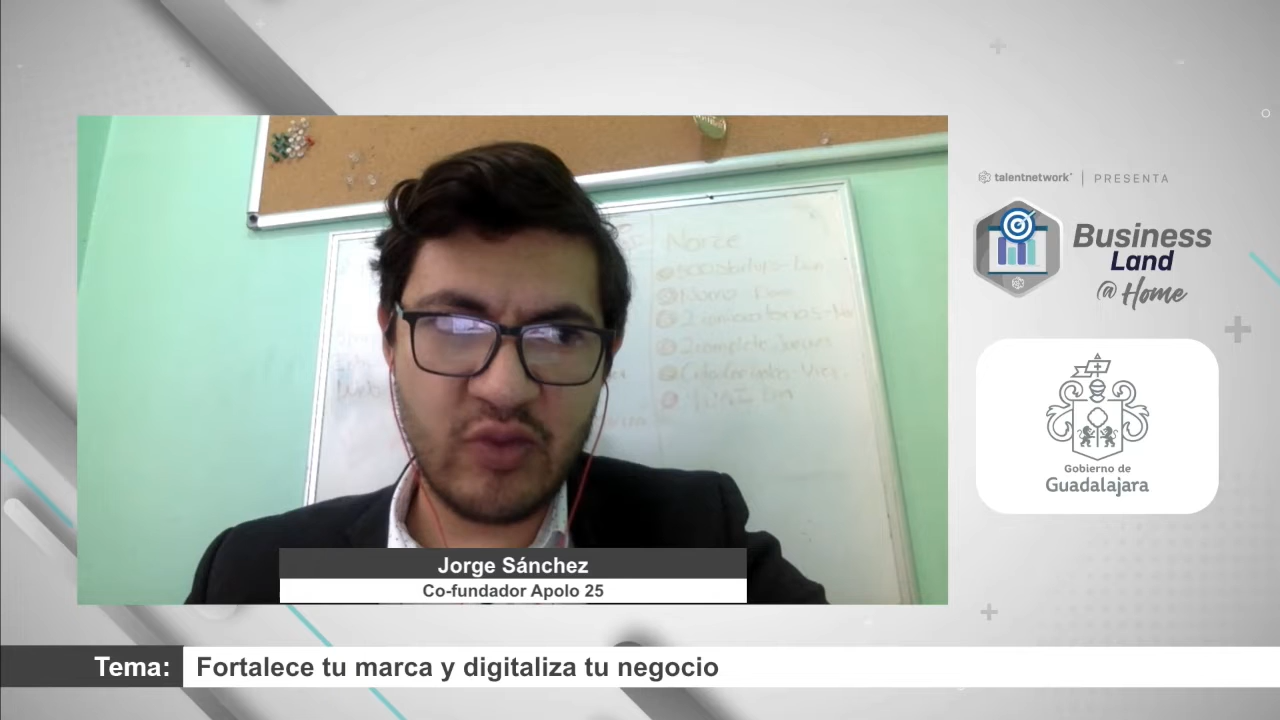 talentnetwork
PRESENTA
Business
Land
@ Home
Gobierno de
Guadalajara
Norte
Jorge Sánchez
Co-fundador Apolo 25
Tema:
Fortalece tu marca y digitaliza tu negocio